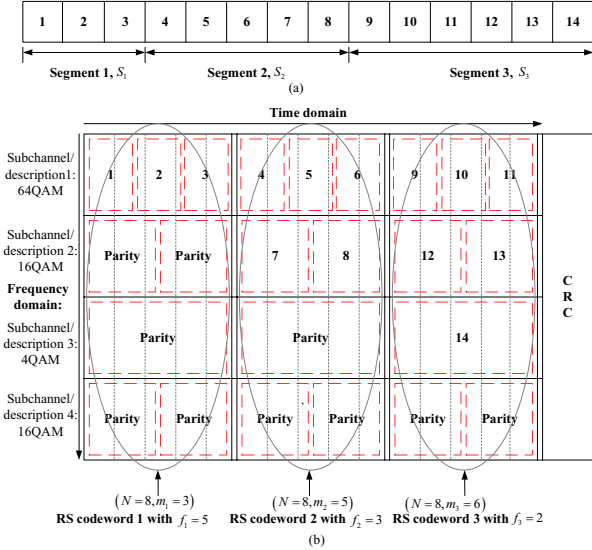 1 2 3 4 5 6 7 8 9 10 11 12 13 14
Segment 1, S₁ Segment 2, S₂ Segment 3, S₃
(a)
Time domain
Subchannel/
description1:
64QAM
1 2 3 4 5 6 9 10 11
Subchannel/
description 2:
16QAM
Parity Parity 7 8 12 13
Frequency
domain:
Subchannel/
description 3:
4QAM
Parity Parity 14
Subchannel/
description 4:
16QAM
Parity Parity Parity Parity Parity Parity
C
R
C
(N = 8, m₁ = 3) (N = 8, m₂ = 5) (N = 8, m₃ = 6)
RS codeword 1 with f₁ = 5 RS codeword 2 with f₂ = 3 RS codeword 3 with f₃ = 2
(b)